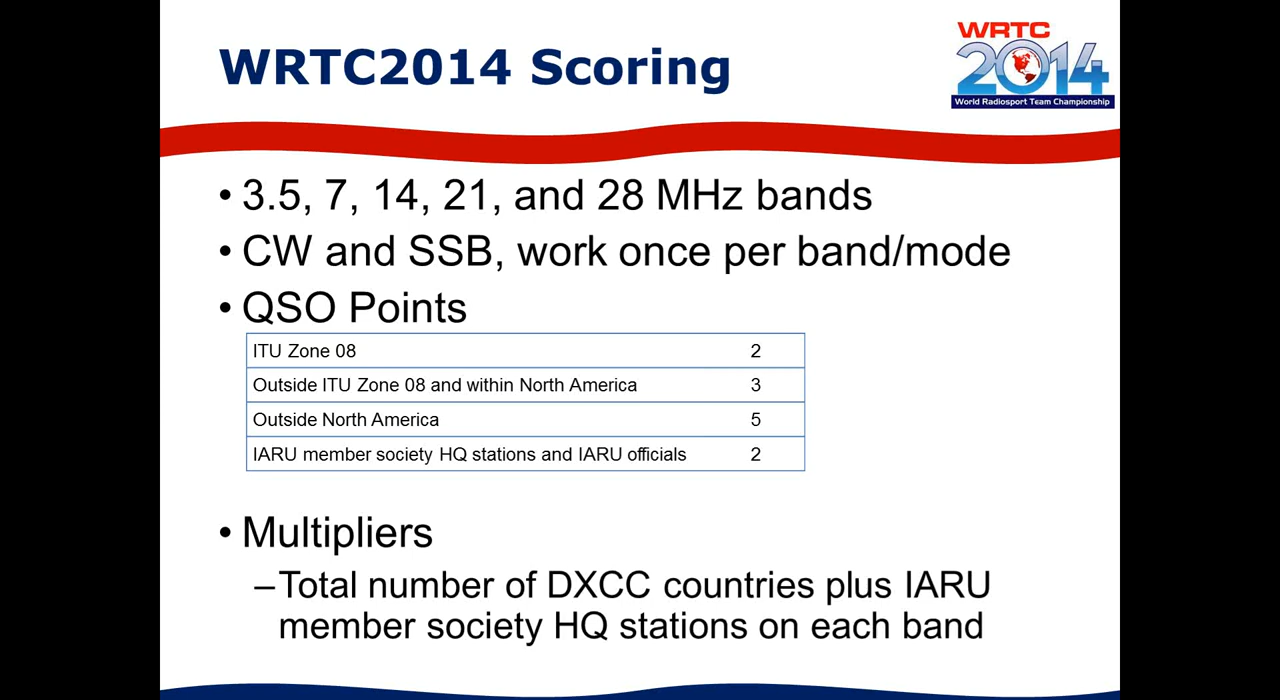 WRTC2014 Scoring
WRTC
2014
World Radiosport Team Championship
• 3.5, 7, 14, 21, and 28 MHz bands
• CW and SSB, work once per band/mode
• QSO Points
ITU Zone 08 2
Outside ITU Zone 08 and within North America 3
Outside North America 5
IARU member society HQ stations and IARU officials 2
• Multipliers
–Total number of DXCC countries plus IARU
member society HQ stations on each band